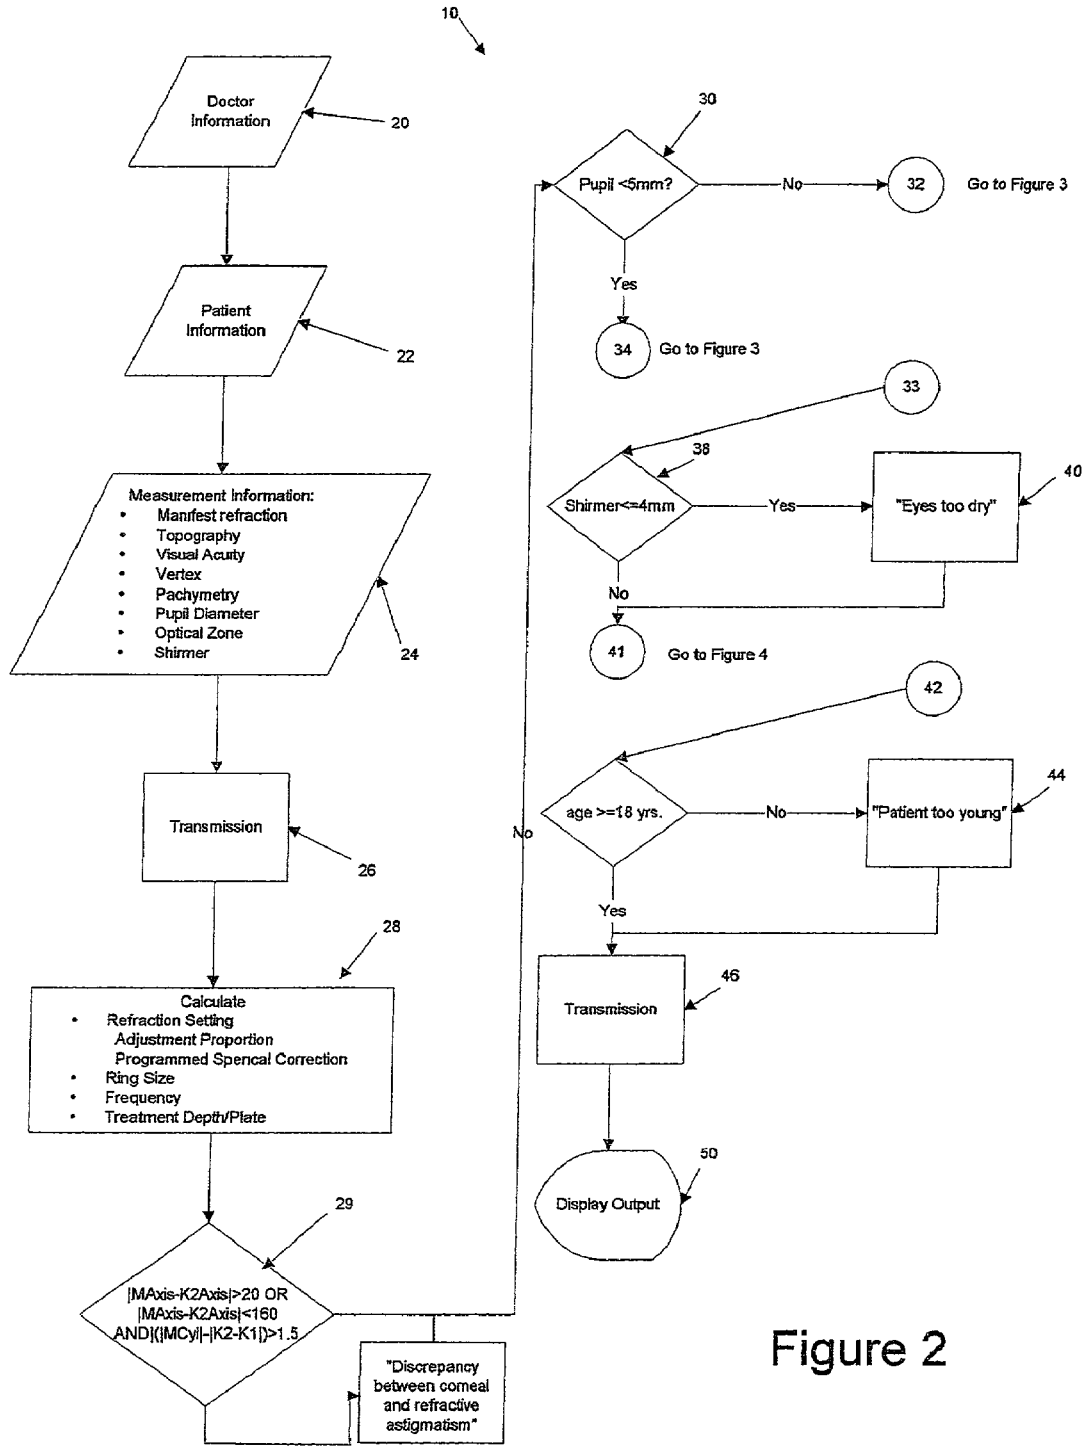 10
Doctor
Information
20
Patient
Information
22
Measurement Information:
• Manifest refraction
• Topography
• Visual Acuity
• Vertex
• Pachymetry
• Pupil Diameter
• Optical Zone
• Shirmer
24
Transmission
26
28
Calculate
• Refraction Setting
Adjustment Proportion
Programmed Sperical Correction
• Ring Size
• Frequency
• Treatment Depth/Plate
29
|MAxis-K2Axis|>20 OR
|MAxis-K2Axis|<160
AND|(|MCyl|-|K2-K1|)>1.5
"Discrepancy
between corneal
and refractive
astigmatism"
No
30
Pupil <5mm?
No
32
Go to Figure 3
Yes
34
Go to Figure 3
33
38
Shirmer<=4mm
Yes
"Eyes too dry"
40
No
41
Go to Figure 4
42
age >=18 yrs.
No
"Patient too young"
44
Yes
Transmission
46
Display Output
50
Figure 2